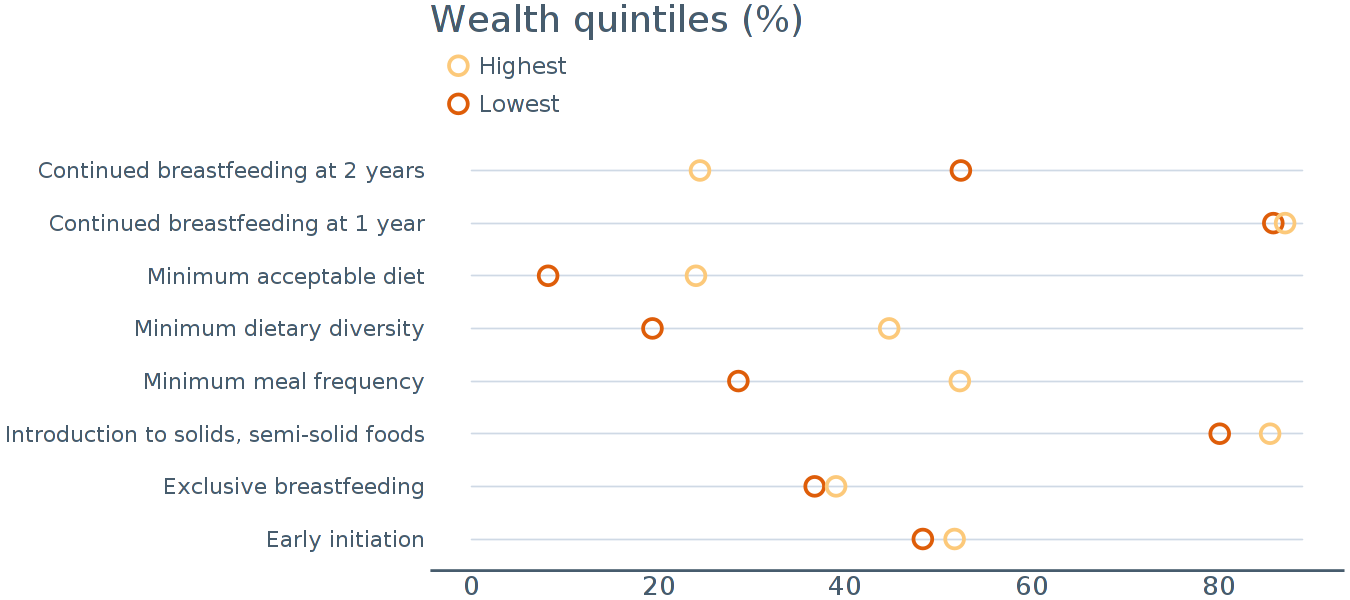 Wealth quintiles (%)
Highest
Lowest
Continued breastfeeding at 2 years
Continued breastfeeding at 1 year
Minimum acceptable diet
Minimum dietary diversity
Minimum meal frequency
Introduction to solids, semi-solid foods
Exclusive breastfeeding
Early initiation
0 20 40 60 80